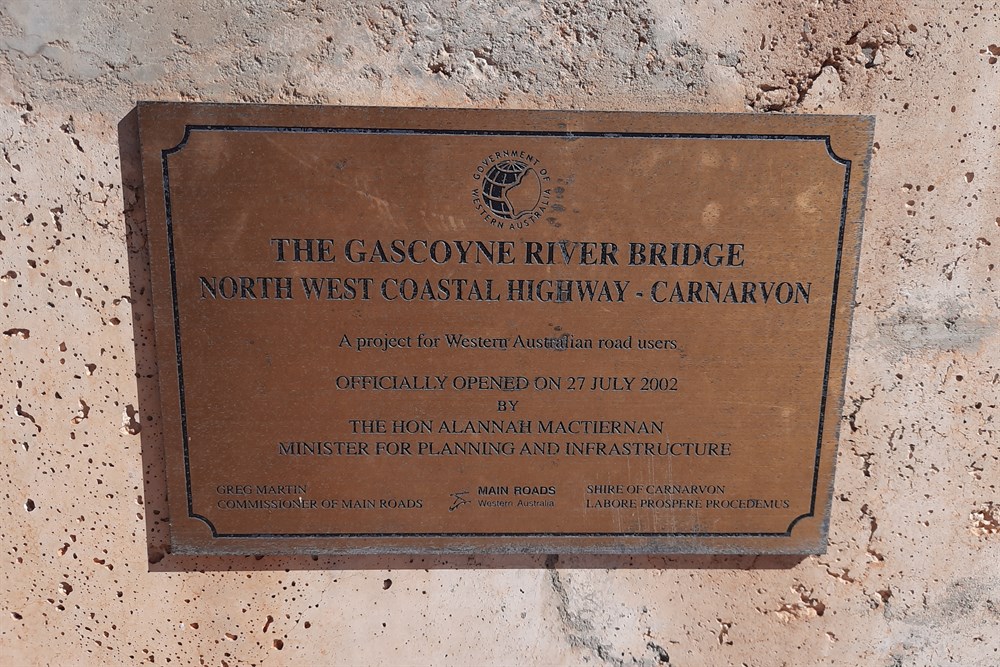 GOVERNMENT OF
WESTERN AUSTRALIA
THE GASCOYNE RIVER BRIDGE
NORTH WEST COASTAL HIGHWAY - CARNARVON
A project for Western Australian road users
OFFICIALLY OPENED ON 27 JULY 2002
BY
THE HON ALANNAH MACTIERNAN
MINISTER FOR PLANNING AND INFRASTRUCTURE
GREG MARTIN
COMMISSIONER OF MAIN ROADS
MAIN ROADS
Western Australia
SHIRE OF CARNARVON
LABORE PROSPERE PROCEDEMUS